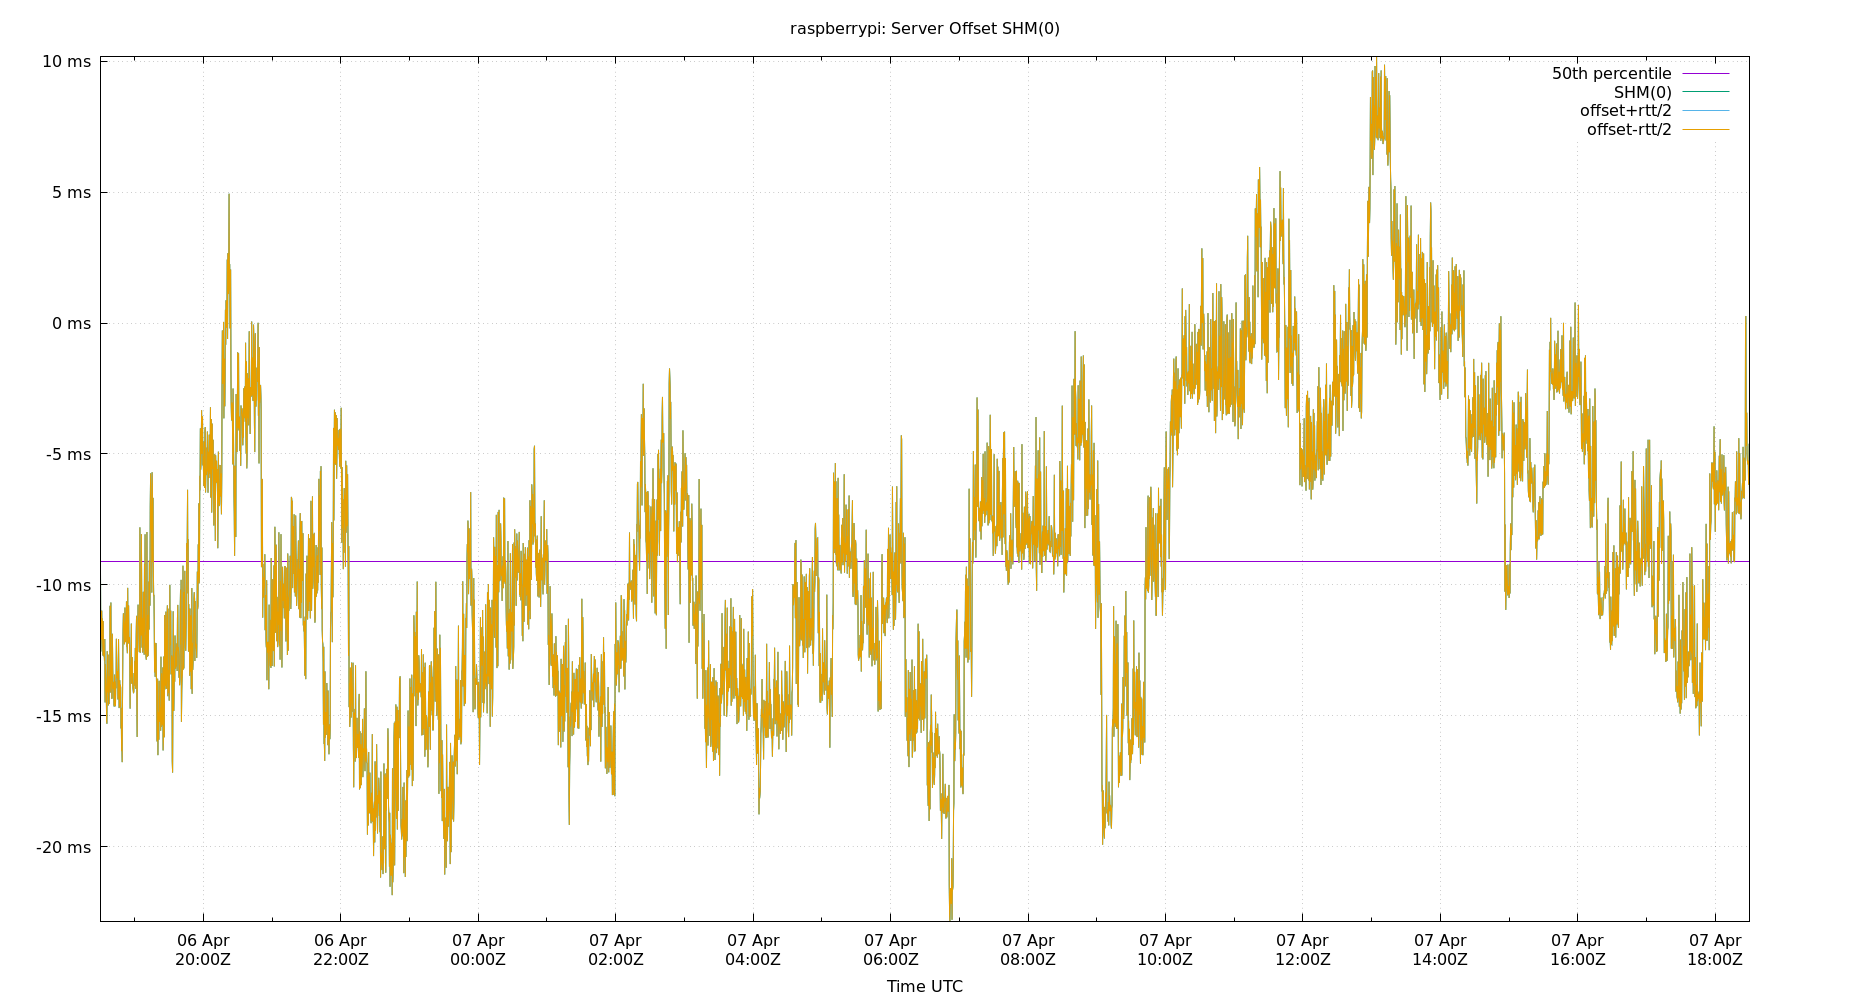 raspberrypi: Server Offset SHM(0)
10 ms
5 ms
0 ms
-5 ms
-10 ms
-15 ms
-20 ms
50th percentile
SHM(0)
offset+rtt/2
offset-rtt/2
06 Apr
20:00Z
06 Apr
22:00Z
07 Apr
00:00Z
07 Apr
02:00Z
07 Apr
04:00Z
07 Apr
06:00Z
07 Apr
08:00Z
07 Apr
10:00Z
07 Apr
12:00Z
07 Apr
14:00Z
07 Apr
16:00Z
07 Apr
18:00Z
Time UTC